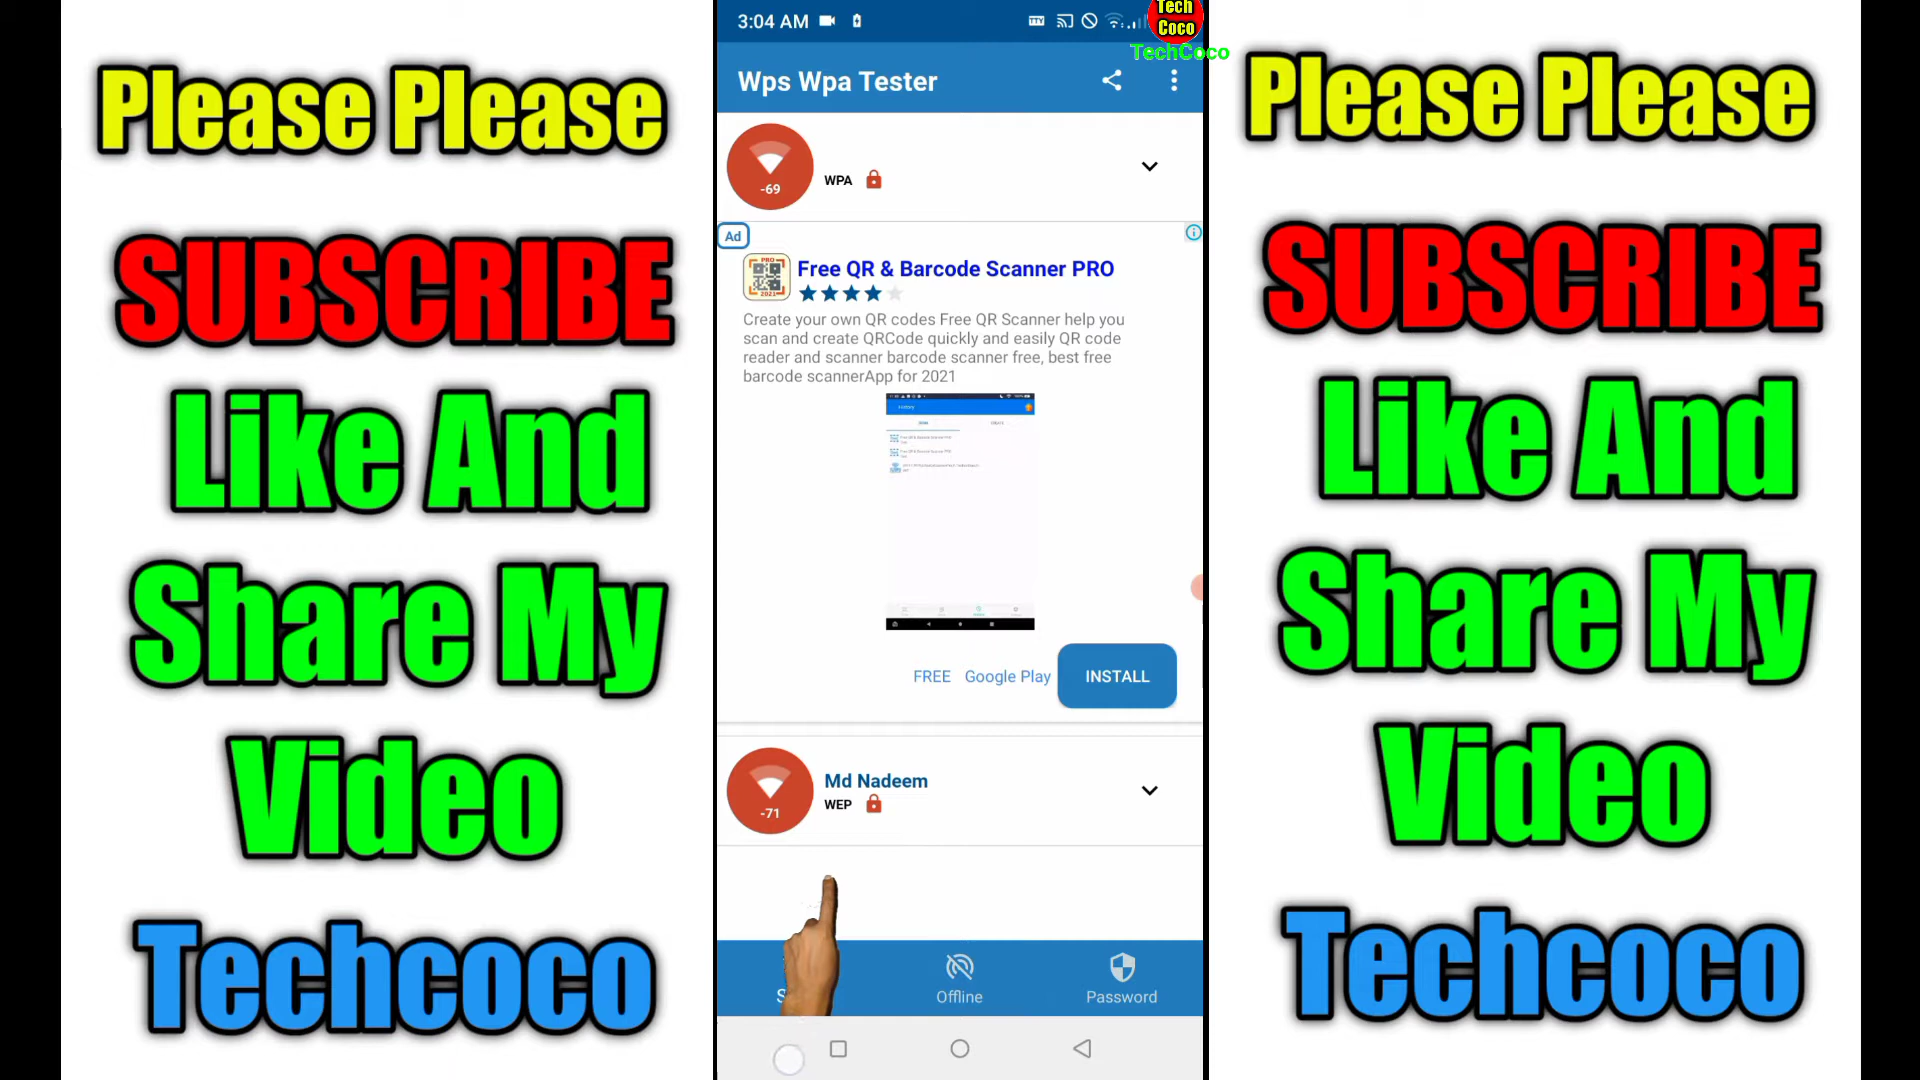 Please Please
SUBSCRIBE
Like And
Share My
Video
Techcoco
3:04 AM
Tech
Coco
TechCoco
Wps Wpa Tester
-69
WPA
Ad
PRO
2021
Free QR & Barcode Scanner PRO
Create your own QR codes Free QR Scanner help you
scan and create QRCode quickly and easily QR code
reader and scanner barcode scanner free, best free
barcode scannerApp for 2021
History
FREE Google Play INSTALL
-71
Md Nadeem
WEP
S
Offline
Password
Please Please
SUBSCRIBE
Like And
Share My
Video
Techcoco